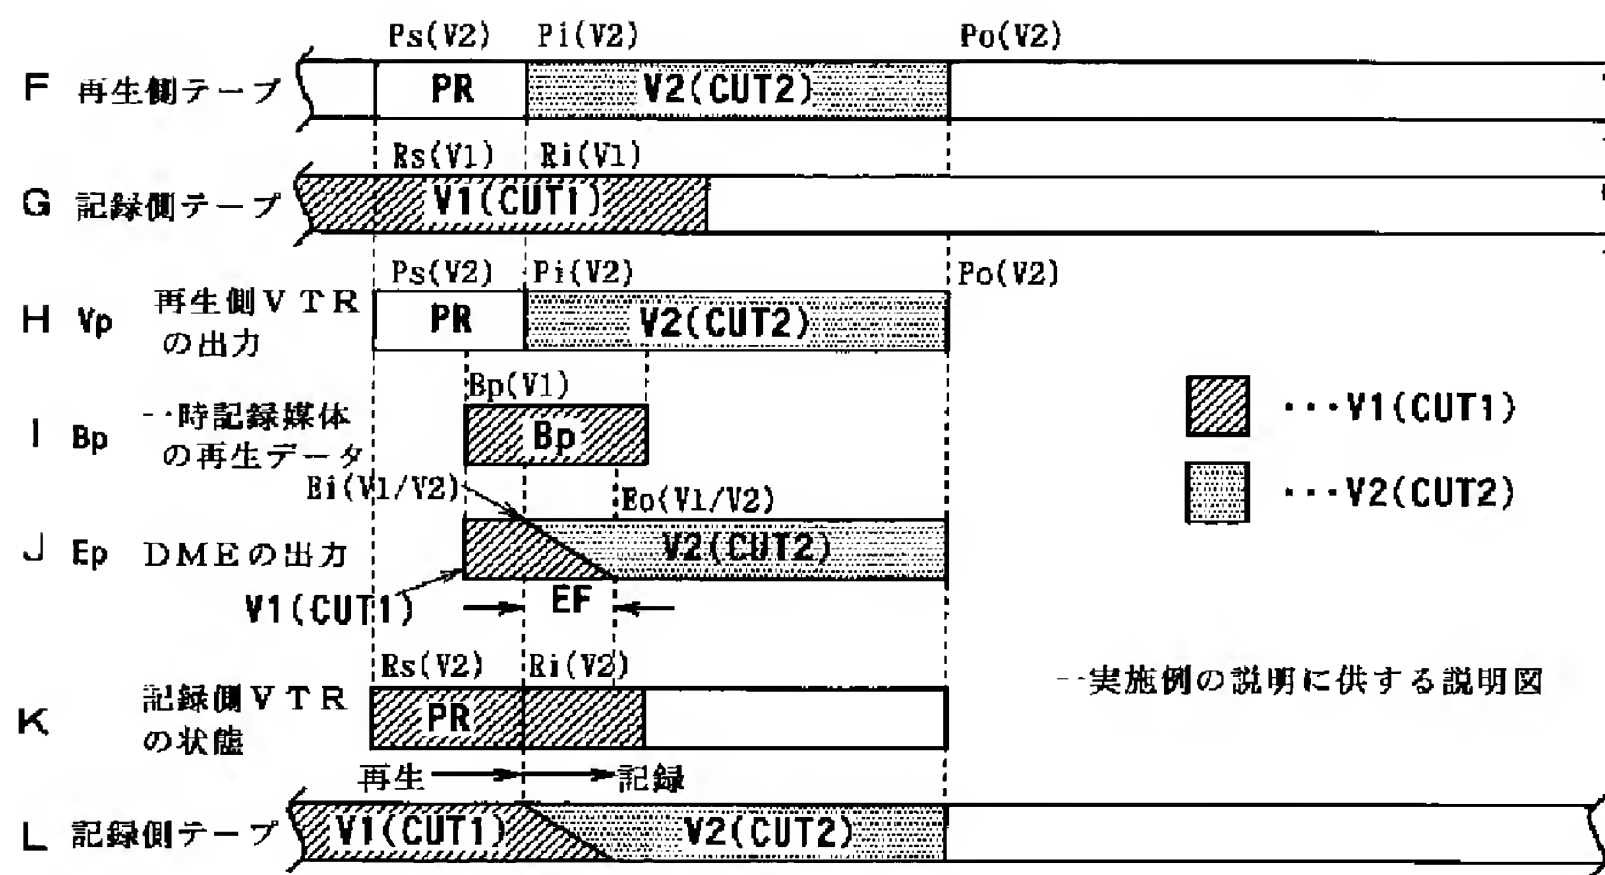 Ps(V2) Pi(V2) Po(V2)
F 再生側テープ PR V2(CUT2)
Rs(V1) Ri(V1)
G 記録側テープ V1(CUT1)
Ps(V2) Pi(V2) Po(V2)
H Vp 再生側VTR
の出力 PR V2(CUT2)
Bp(V1)
I Bp 一時記録媒体
の再生データ Bp
・・・V1(CUT1)
・・・V2(CUT2)
Ei(V1/V2) Eo(V1/V2)
J Ep DMEの出力 V2(CUT2)
V1(CUT1) EF
Rs(V2) Ri(V2)
K 記録側VTR
の状態 PR
再生 記録
一実施例の説明に供する説明図
L 記録側テープ V1(CUT1) V2(CUT2)